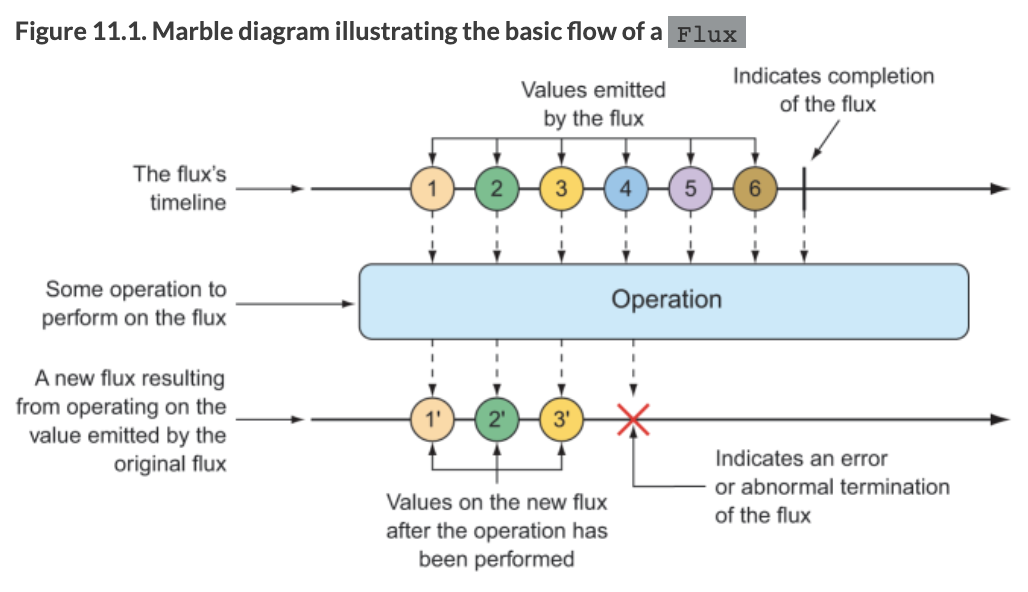 Figure 11.1. Marble diagram illustrating the basic flow of a Flux
Indicates completion
of the flux
Values emitted
by the flux
The flux's
timeline
1 2 3 4 5 6
Some operation to
perform on the flux
Operation
A new flux resulting
from operating on the
value emitted by the
original flux
1' 2' 3'
Values on the new flux
after the operation has
been performed
Indicates an error
or abnormal termination
of the flux